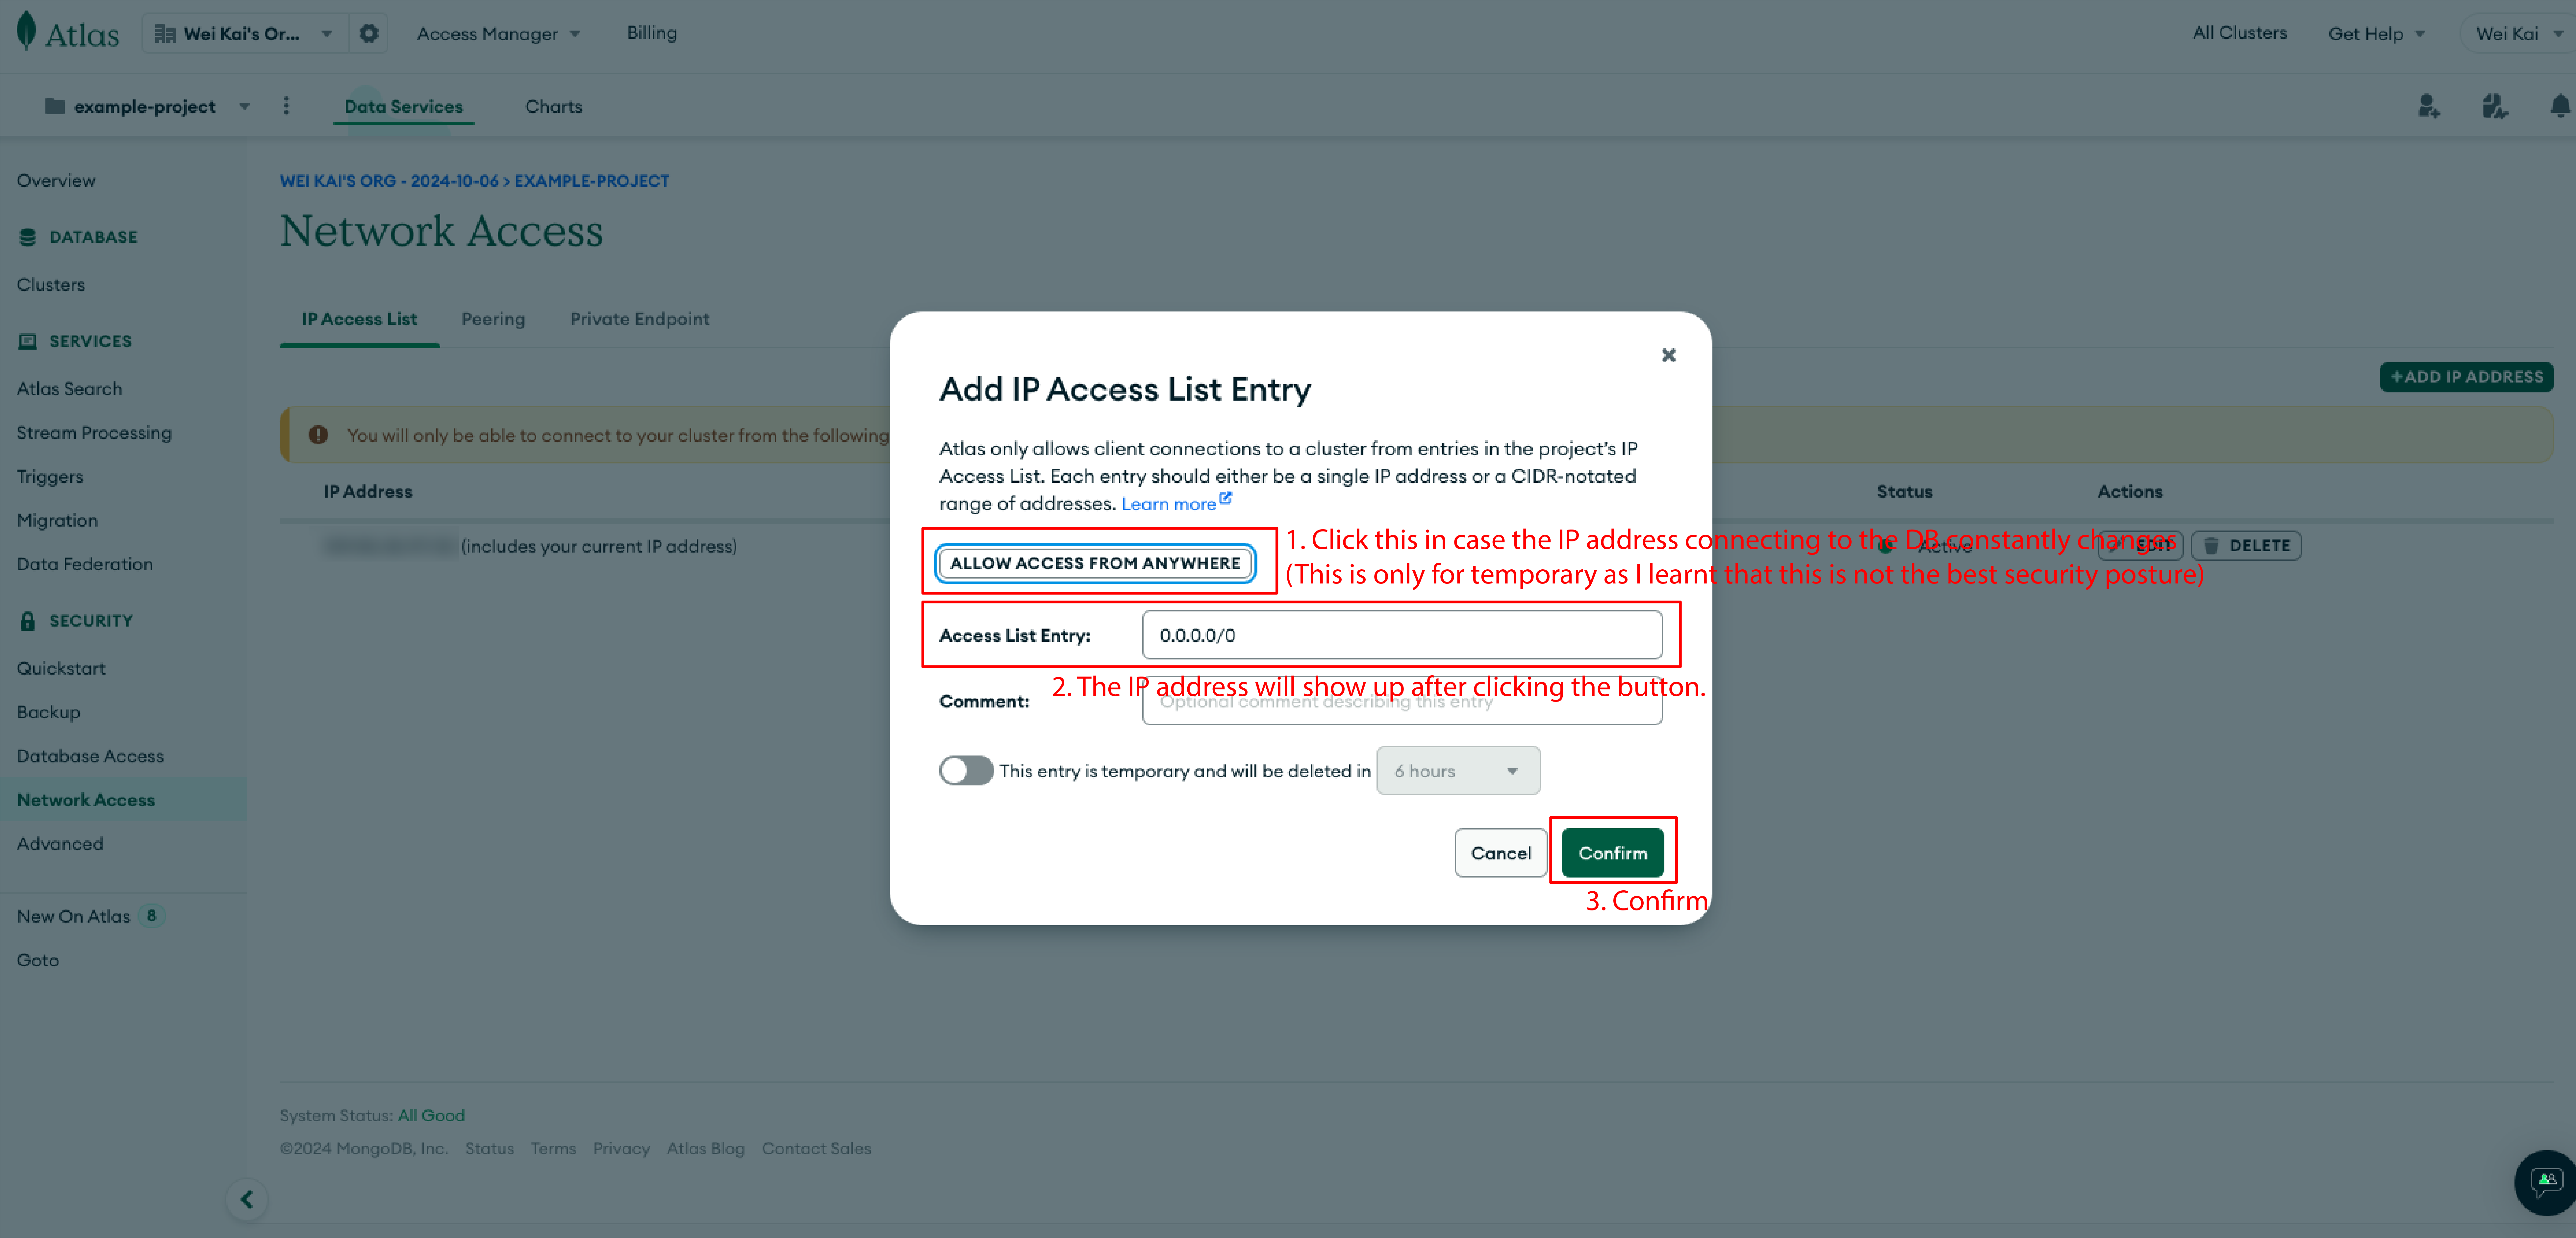 Atlas
Wei Kai's Or...
Access Manager
Billing
All Clusters
Get Help
Wei Kai
example-project
Data Services
Charts
Overview
DATABASE
Clusters
SERVICES
Atlas Search
Stream Processing
Triggers
Migration
Data Federation
SECURITY
Quickstart
Backup
Database Access
Network Access
Advanced
New On Atlas 8
Goto
WEI KAI'S ORG - 2024-10-06 > EXAMPLE-PROJECT
Network Access
IP Access List
Peering
Private Endpoint
+ADD IP ADDRESS
You will only be able to connect to your cluster from the following
IP Address
Status
Actions
(includes your current IP address)
Active
EDIT
DELETE
Add IP Access List Entry
Atlas only allows client connections to a cluster from entries in the project’s IP
Access List. Each entry should either be a single IP address or a CIDR-notated
range of addresses. Learn more
ALLOW ACCESS FROM ANYWHERE
1. Click this in case the IP address connecting to the DB constantly changes
(This is only for temporary as I learnt that this is not the best security posture)
Access List Entry:
0.0.0.0/0
2. The IP address will show up after clicking the button.
Comment:
Optional comment describing this entry
This entry is temporary and will be deleted in
6 hours
Cancel
Confirm
3. Confirm
System Status: All Good
©2024 MongoDB, Inc. Status Terms Privacy Atlas Blog Contact Sales